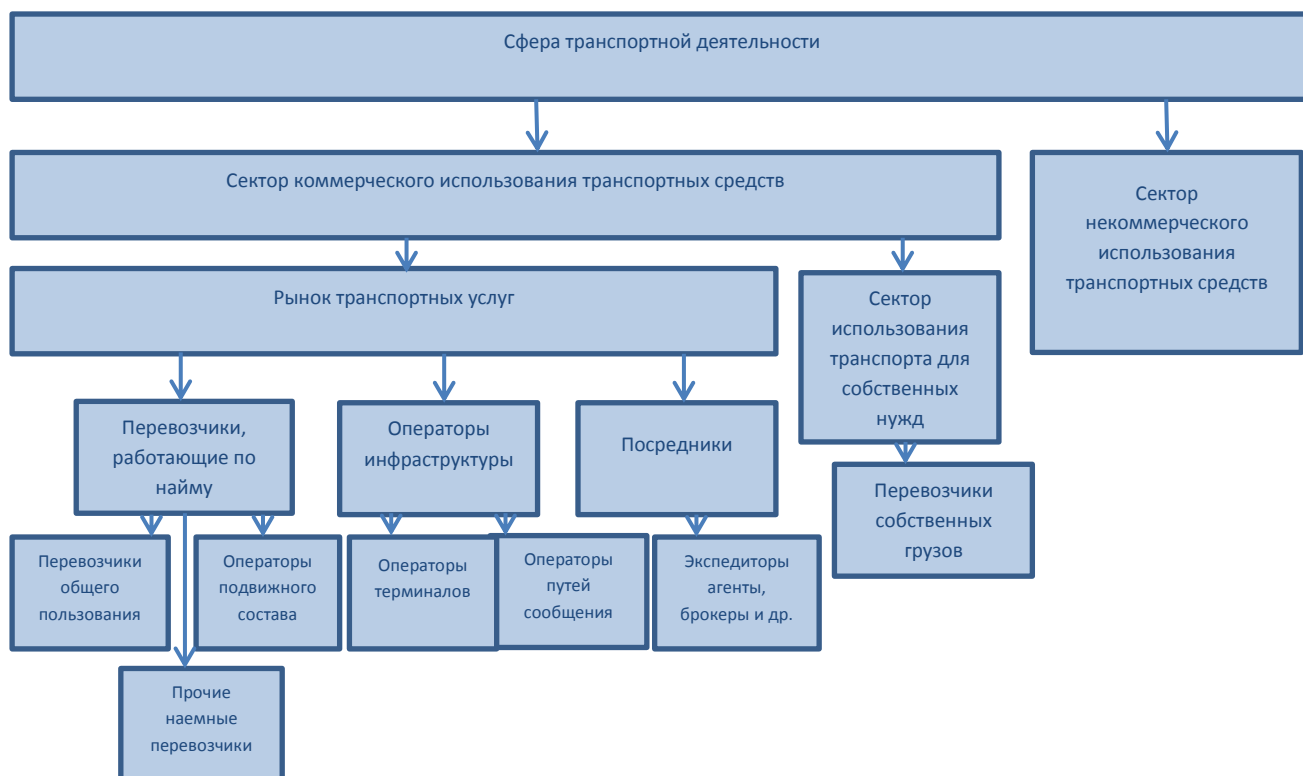 Сфера транспортной деятельности
Сектор коммерческого использования транспортных средств
Сектор
некоммерческого
использования
транспортных средств
Рынок транспортных услуг
Сектор
использования
транспорта для
собственных
нужд
Перевозчики,
работающие по
найму
Операторы
инфраструктуры
Посредники
Перевозчики
собственных
грузов
Перевозчики
общего
пользования
Операторы
подвижного
состава
Операторы
терминалов
Операторы
путей
сообщения
Экспедиторы
агенты,
брокеры и др.
Прочие
наемные
перевозчики